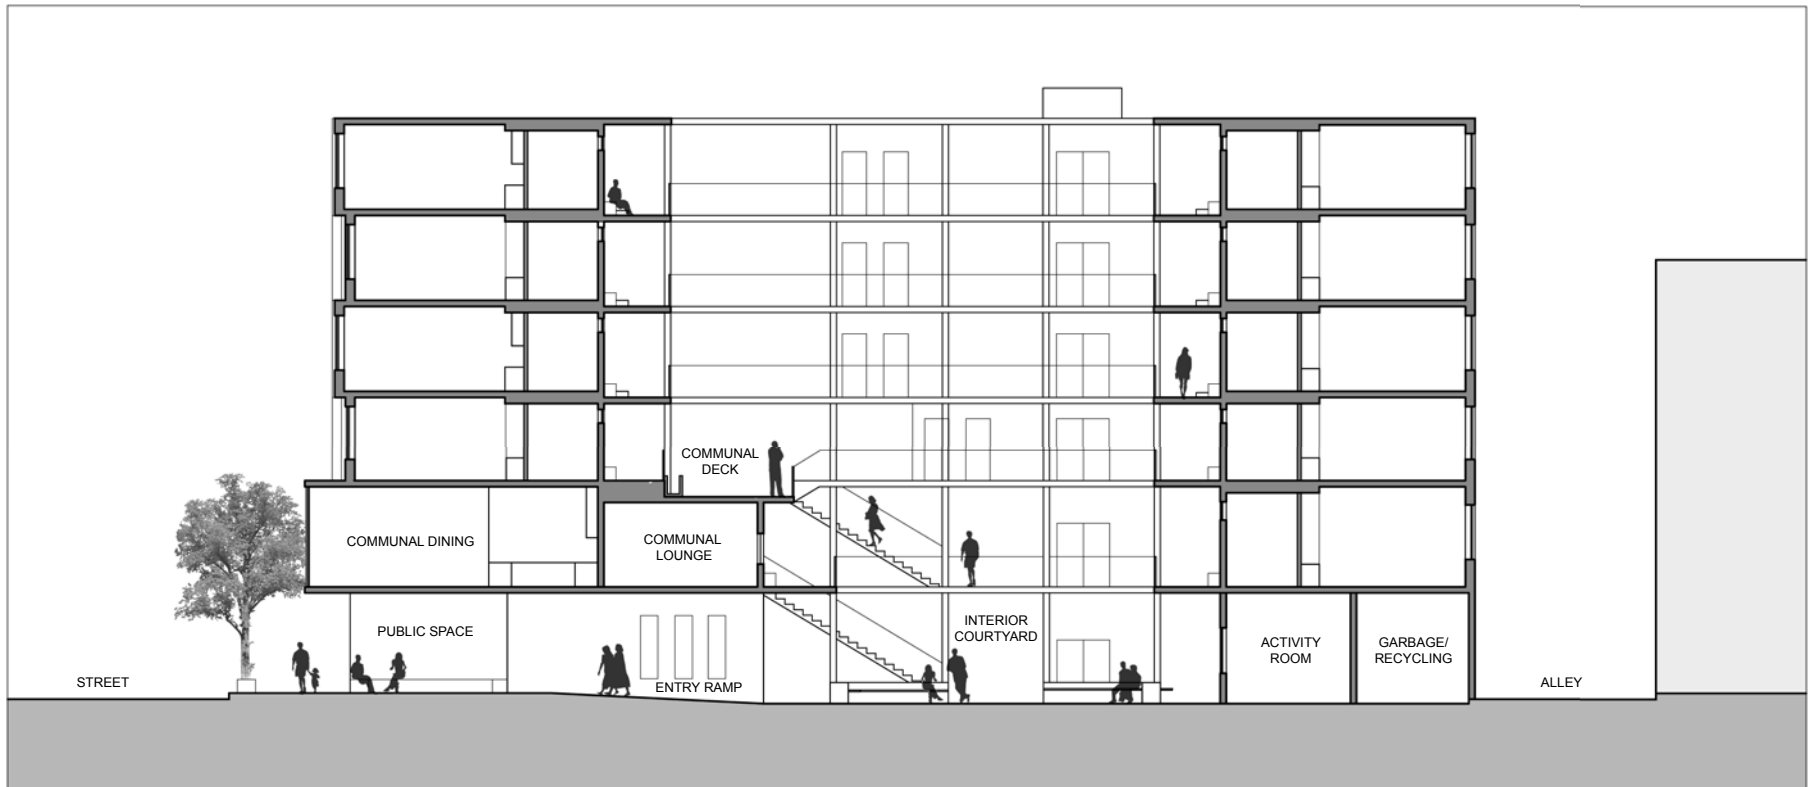 COMMUNAL
DECK
COMMUNAL DINING
COMMUNAL
LOUNGE
PUBLIC SPACE
INTERIOR
COURTYARD
ACTIVITY
ROOM
GARBAGE/
RECYCLING
STREET
ENTRY RAMP
ALLEY